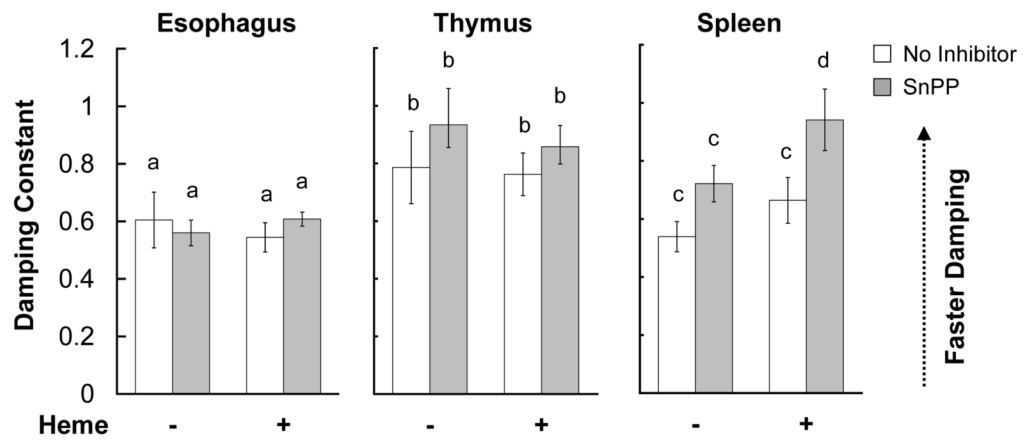 Esophagus Thymus Spleen
No Inhibitor
SnPP
Damping Constant
1.2
1
0.8
0.6
0.4
0.2
0
a a a a
b b b b
c c c d
Faster Damping
Heme - + - + - +